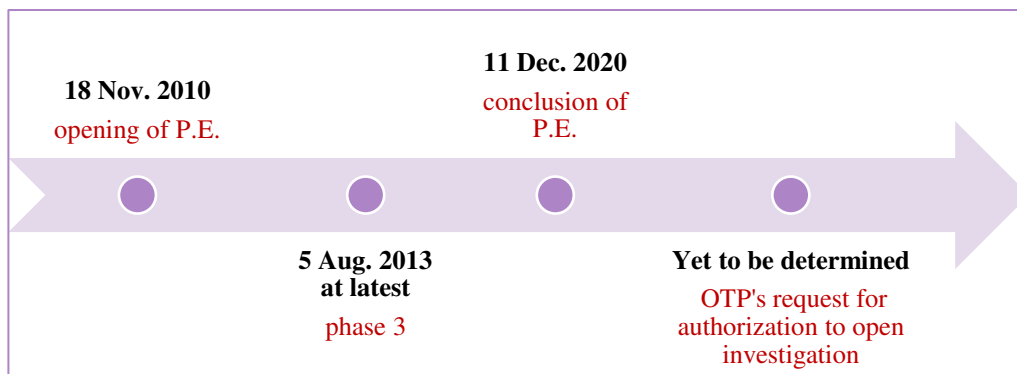 18 Nov. 2010
opening of P.E.
5 Aug. 2013
at latest
phase 3
11 Dec. 2020
conclusion of
P.E.
Yet to be determined
OTP's request for
authorization to open
investigation